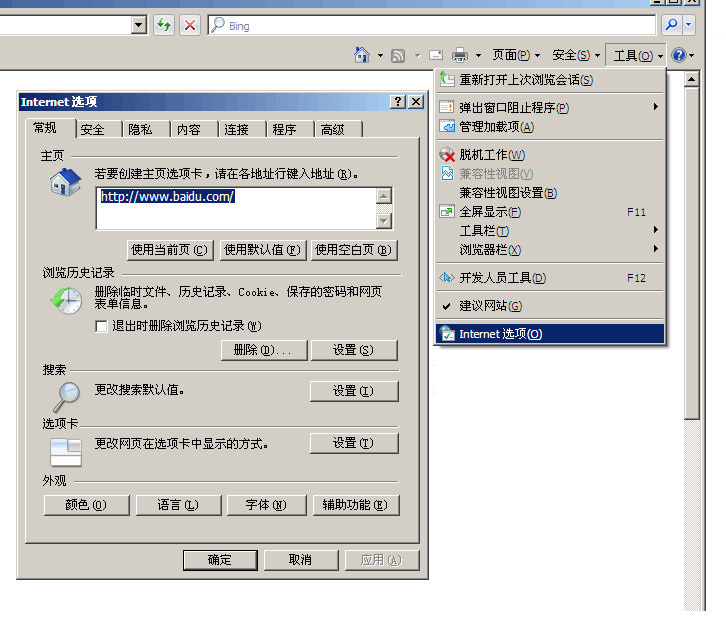 Bing
页面(P)
安全(S)
工具(O)
重新打开上次浏览会话(S)
弹出窗口阻止程序(P)
管理加载项(A)
脱机工作(W)
兼容性视图(V)
兼容性视图设置(B)
全屏显示(F) F11
工具栏(T)
浏览器栏(X)
开发人员工具(D) F12
建议网站(G)
Internet 选项(O)
Internet 选项
常规 安全 隐私 内容 连接 程序 高级
主页
若要创建主页选项卡，请在各地址行键入地址(R)。
http://www.baidu.com/
使用当前页(C) 使用默认值(F) 使用空白页(B)
浏览历史记录
删除临时文件、历史记录、Cookie、保存的密码和网页
表单信息。
退出时删除浏览历史记录(W)
删除(D)... 设置(S)
搜索
更改搜索默认值。 设置(I)
选项卡
更改网页在选项卡中显示的方式。 设置(T)
外观
颜色(O) 语言(L) 字体(N) 辅助功能(E)
确定 取消 应用(A)